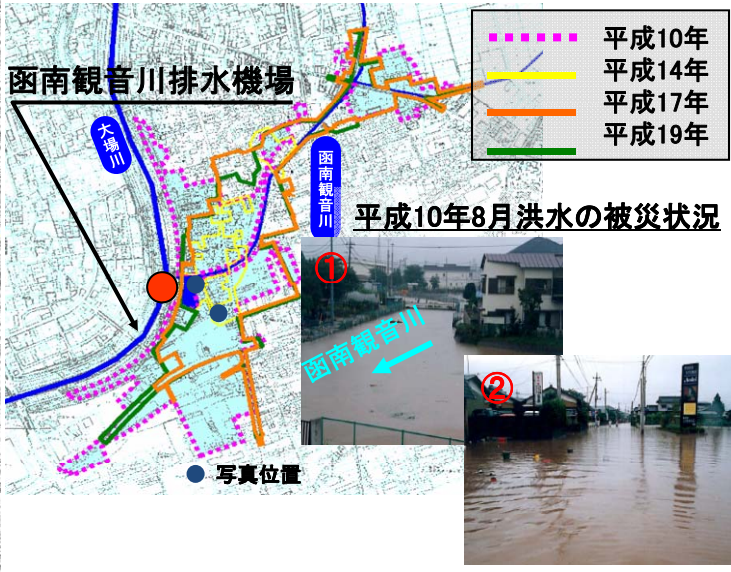 函南観音川排水機場
平成10年
平成14年
平成17年
平成19年
大場川
函南観音川
平成10年8月洪水の被災状況
①
函南観音川
②
写真位置